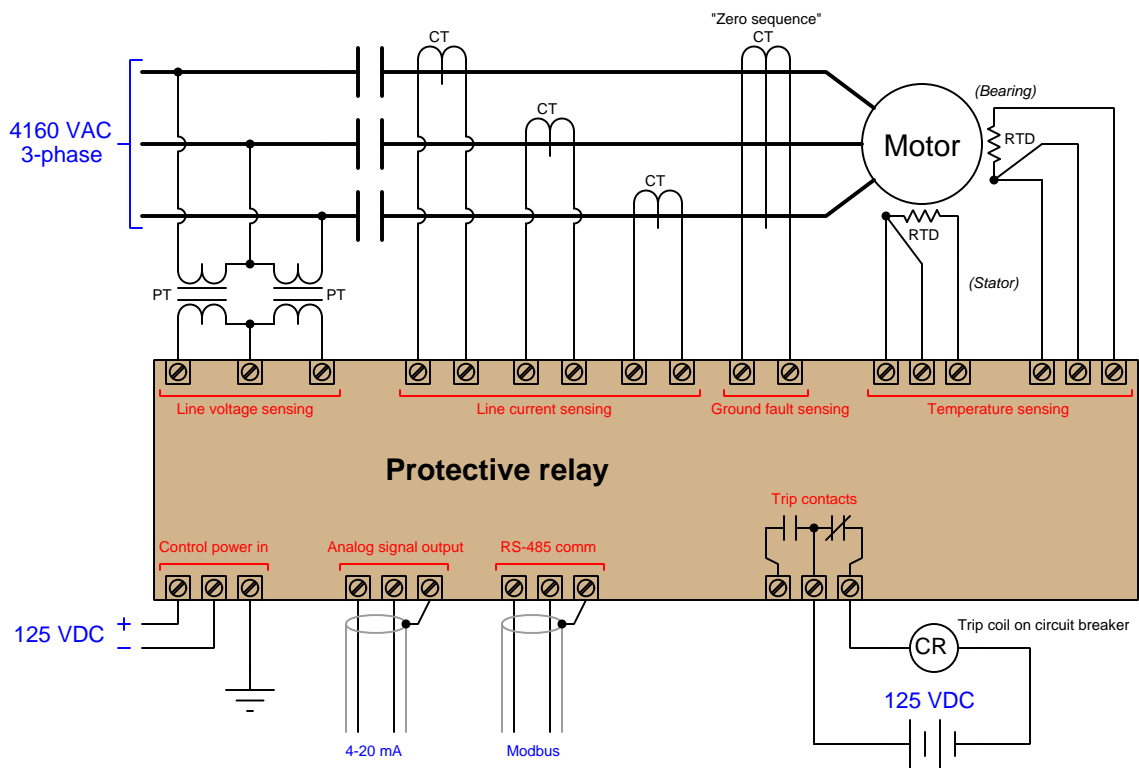 "Zero sequence"
CT
CT
CT
CT
4160 VAC
3-phase
(Bearing)
Motor
RTD
RTD
(Stator)
PT
PT
Line voltage sensing
Line current sensing
Ground fault sensing
Temperature sensing
Protective relay
Trip contacts
Control power in
Analog signal output
RS-485 comm
125 VDC
+
–
Trip coil on circuit breaker
CR
125 VDC
4-20 mA
Modbus